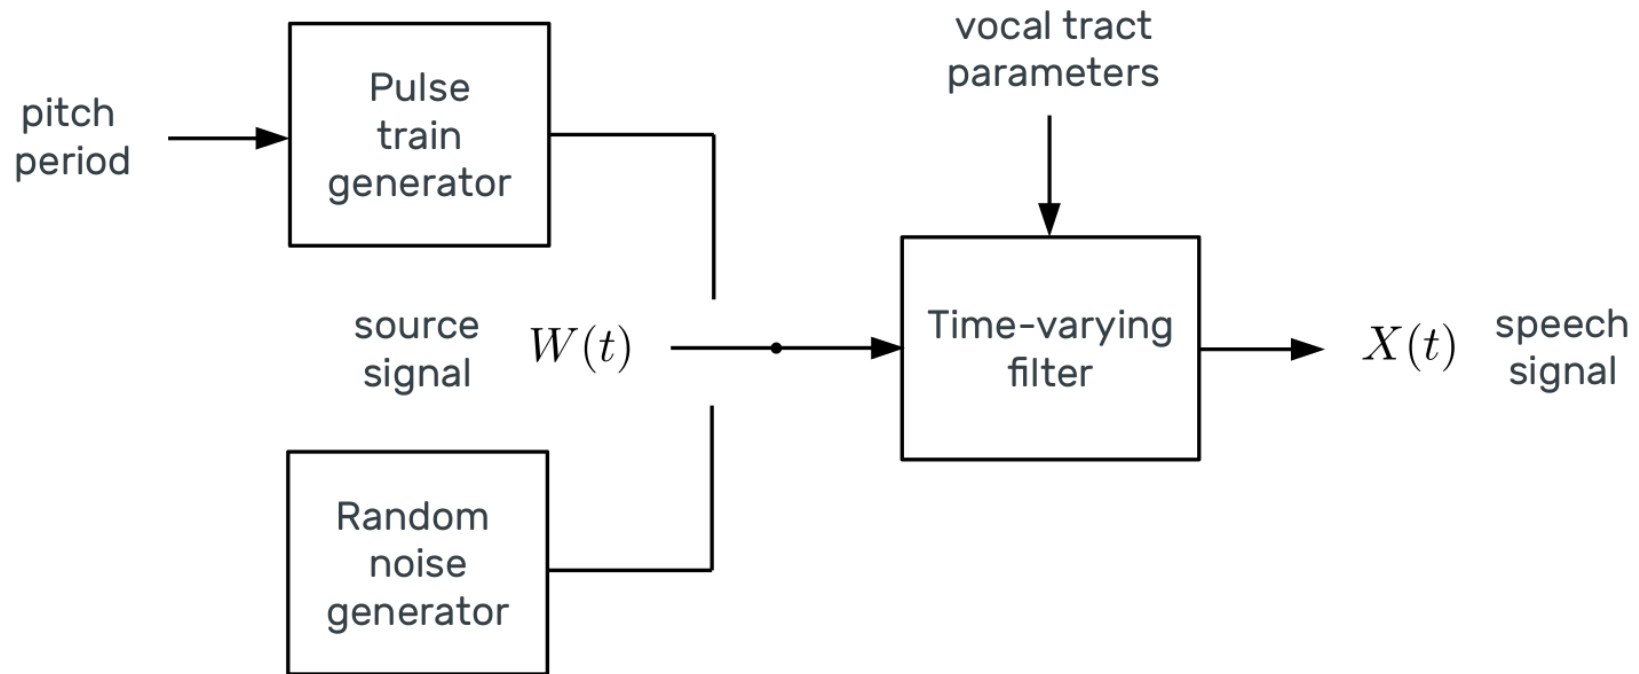 pitch
period
Pulse
train
generator
vocal tract
parameters
source
signal
W(t)
Time-varying
filter
X(t)
speech
signal
Random
noise
generator